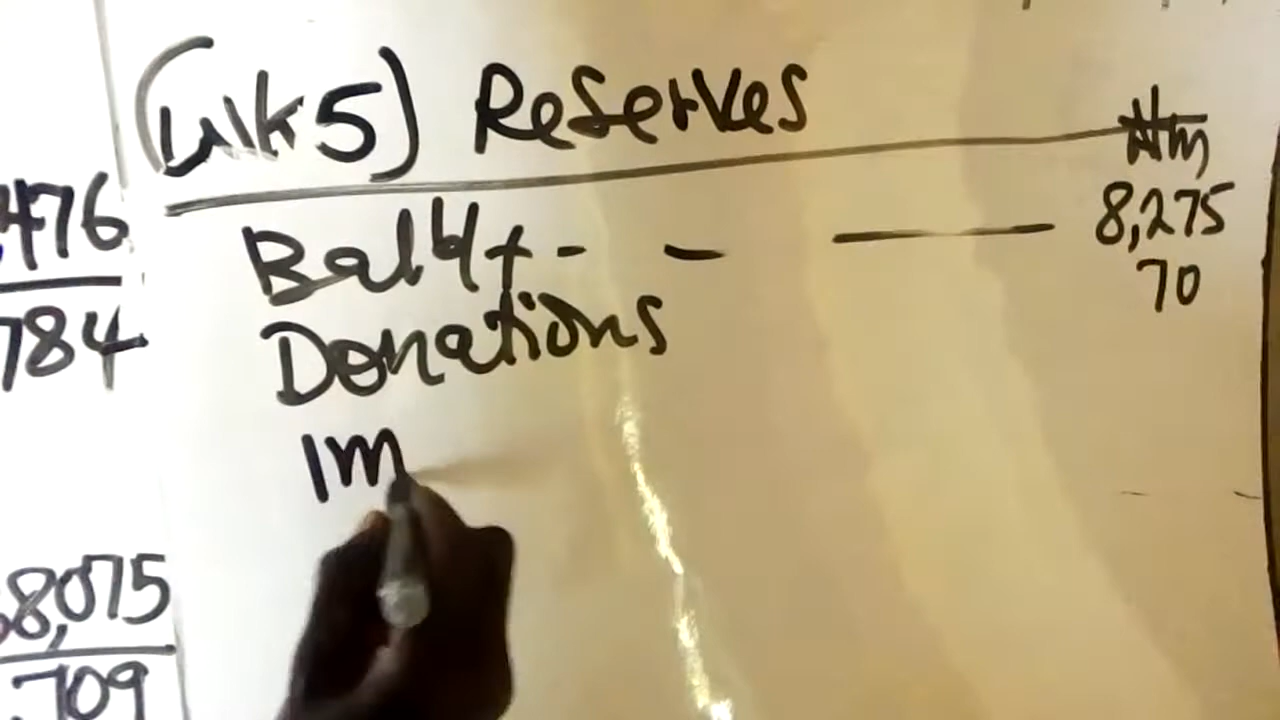 (WK5) Reserves
₦m
Bal b/f - - — 8,275
Donations 70
Im
476
784
8,075
709